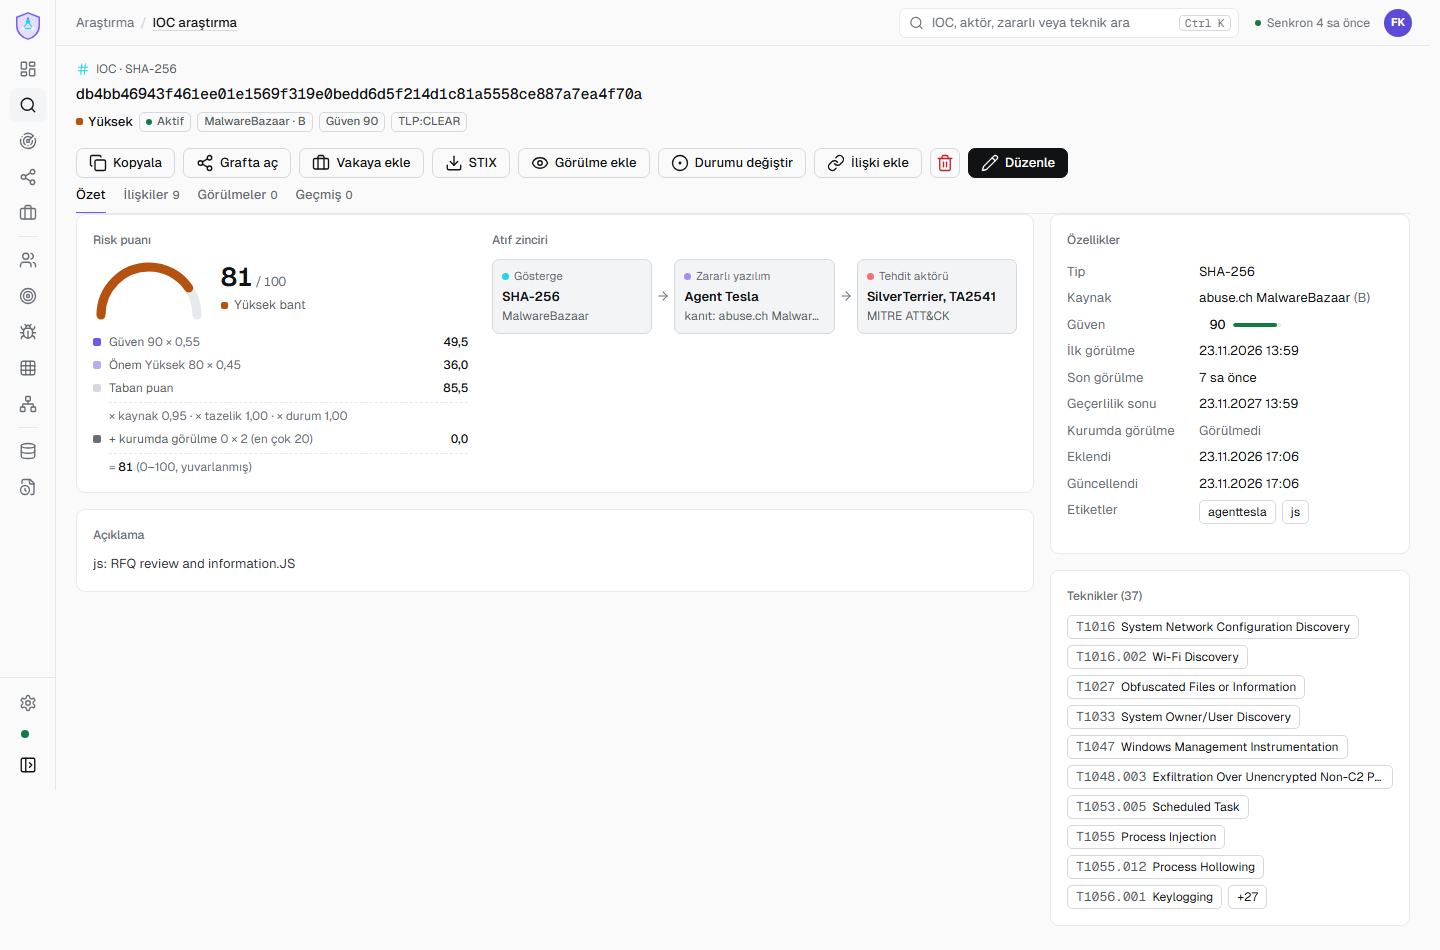 Araştırma / IOC araştırma
IOC, aktör, zararlı veya teknik ara
Ctrl K
Senkron 4 sa önce
FK
IOC · SHA-256
db4bb46943f461ee01e1569f319e0bedd6d5f214d1c81a5558ce887a7ea4f70a
Yüksek
Aktif
MalwareBazaar · B
Güven 90
TLP:CLEAR
Kopyala
Grafta aç
Vakaya ekle
STIX
Görülme ekle
Durumu değiştir
İlişki ekle
Düzenle
Özet
İlişkiler 9
Görülmeler 0
Geçmiş 0
Risk puanı
81 / 100
Yüksek bant
Güven 90 × 0,55 49,5
Önem Yüksek 80 × 0,45 36,0
Taban puan 85,5
× kaynak 0,95 · × tazelik 1,00 · × durum 1,00
+ kurumda görülme 0 × 2 (en çok 20) 0,0
= 81 (0–100, yuvarlanmış)
Atıf zinciri
Gösterge
SHA-256
MalwareBazaar
Zararlı yazılım
Agent Tesla
kanıt: abuse.ch Malwar…
Tehdit aktörü
SilverTerrier, TA2541
MITRE ATT&CK
Açıklama
js: RFQ review and information.JS
Özellikler
Tip SHA-256
Kaynak abuse.ch MalwareBazaar (B)
Güven 90
İlk görülme 23.11.2026 13:59
Son görülme 7 sa önce
Geçerlilik sonu 23.11.2027 13:59
Kurumda görülme Görülmedi
Eklendi 23.11.2026 17:06
Güncellendi 23.11.2026 17:06
Etiketler agenttesla js
Teknikler (37)
T1016 System Network Configuration Discovery
T1016.002 Wi-Fi Discovery
T1027 Obfuscated Files or Information
T1033 System Owner/User Discovery
T1047 Windows Management Instrumentation
T1048.003 Exfiltration Over Unencrypted Non-C2 P…
T1053.005 Scheduled Task
T1055 Process Injection
T1055.012 Process Hollowing
T1056.001 Keylogging
+27